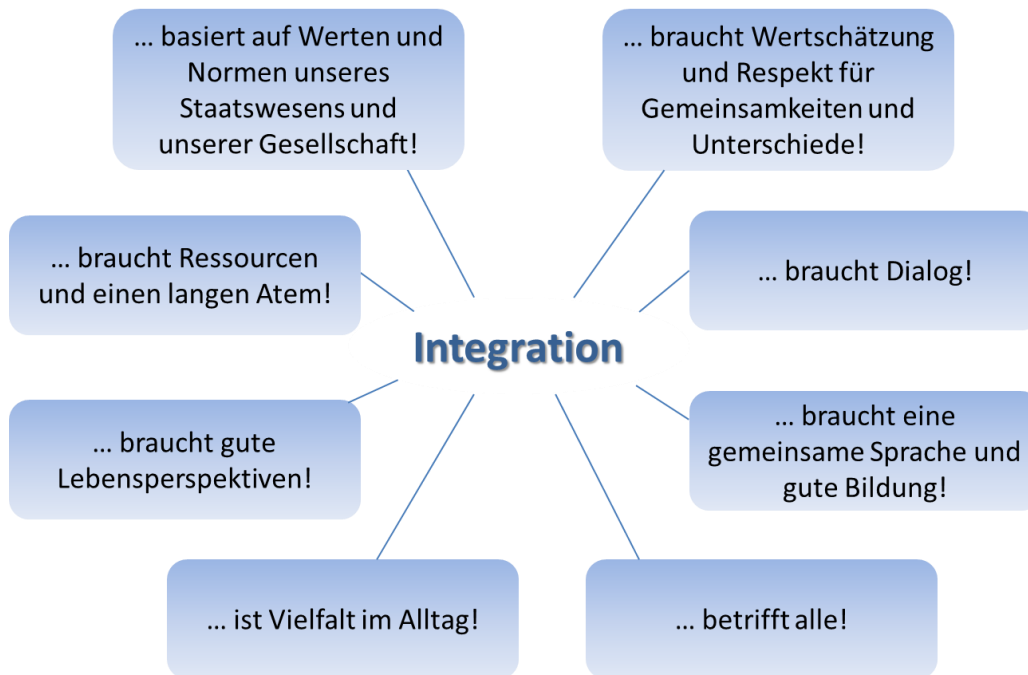 ... basiert auf Werten und
Normen unseres
Staatswesens und
unserer Gesellschaft!
... braucht Wertschätzung
und Respekt für
Gemeinsamkeiten und
Unterschiede!
... braucht Ressourcen
und einen langen Atem!
... braucht Dialog!
Integration
... braucht gute
Lebensperspektiven!
... braucht eine
gemeinsame Sprache und
gute Bildung!
... ist Vielfalt im Alltag!
... betrifft alle!